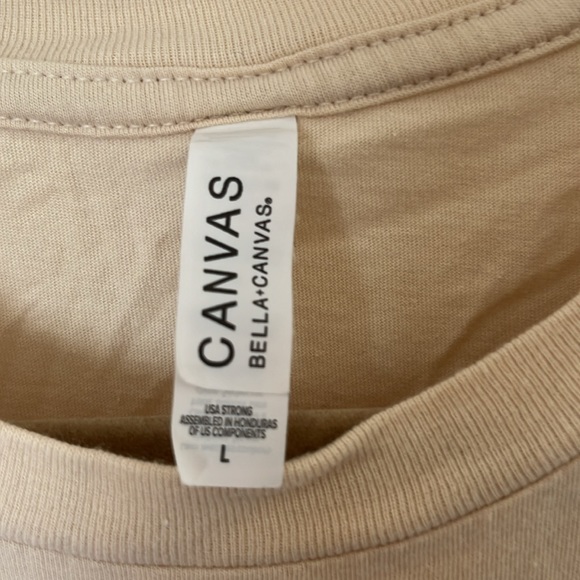 CANVAS
BELLA+CANVAS®
USA STRONG
ASSEMBLED IN HONDURAS
OF US COMPONENTS
L